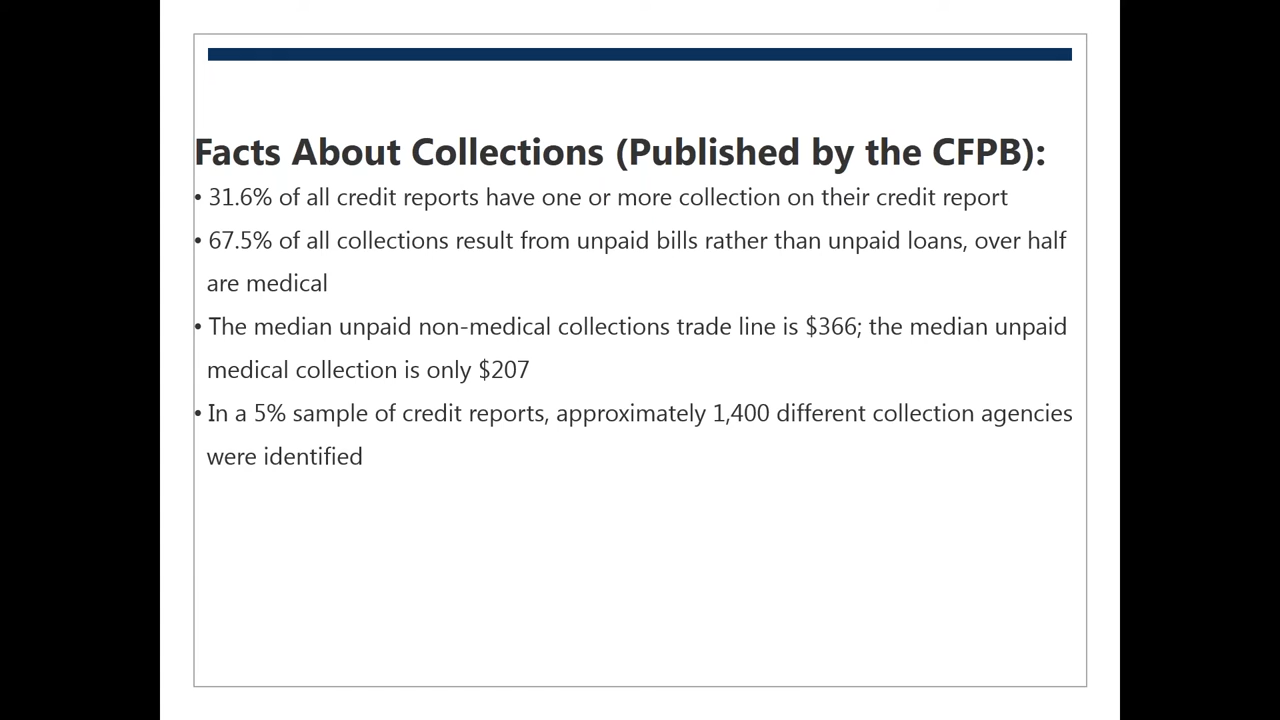 Facts About Collections (Published by the CFPB):
• 31.6% of all credit reports have one or more collection on their credit report
• 67.5% of all collections result from unpaid bills rather than unpaid loans, over half
are medical
• The median unpaid non-medical collections trade line is $366; the median unpaid
medical collection is only $207
• In a 5% sample of credit reports, approximately 1,400 different collection agencies
were identified